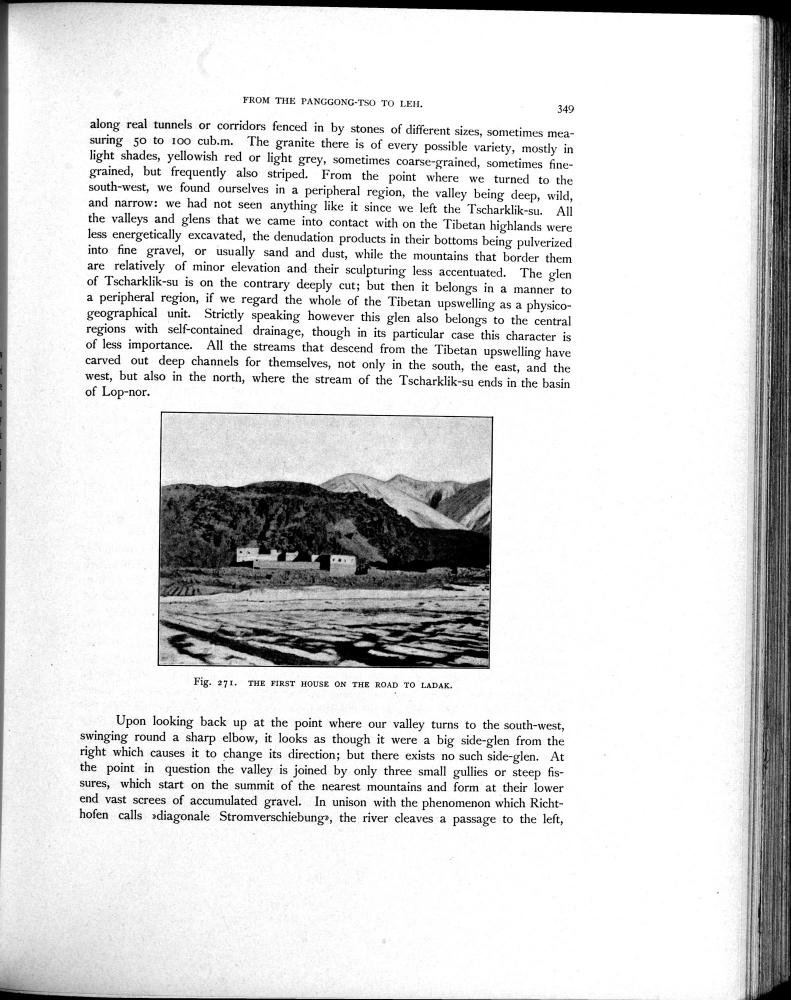 FROM THE PANGGONG-TSO TO LEH.
349
along real tunnels or corridors fenced in by stones of different sizes, sometimes mea-
suring 50 to 100 cub.m. The granite there is of every possible variety, mostly in
light shades, yellowish red or light grey, sometimes coarse-grained, sometimes fine-
grained, but frequently also striped. From the point where we turned to the
south-west, we found ourselves in a peripheral region, the valley being deep, wild,
and narrow: we had not seen anything like it since we left the Tscharklik-su. All
the valleys and glens that we came into contact with on the Tibetan highlands were
less energetically excavated, the denudation products in their bottoms being pulverized
into fine gravel, or usually sand and dust, while the mountains that border them
are relatively of minor elevation and their sculpturing less accentuated. The glen
of Tscharklik-su is on the contrary deeply cut; but then it belongs in a manner to
a peripheral region, if we regard the whole of the Tibetan upswelling as a physico-
geographical unit. Strictly speaking however this glen also belongs to the central
regions with self-contained drainage, though in its particular case this character is
of less importance. All the streams that descend from the Tibetan upswelling have
carved out deep channels for themselves, not only in the south, the east, and the
west, but also in the north, where the stream of the Tscharklik-su ends in the basin
of Lop-nor.
Fig. 271. THE FIRST HOUSE ON THE ROAD TO LADAK.
Upon looking back up at the point where our valley turns to the south-west,
swinging round a sharp elbow, it looks as though it were a big side-glen from the
right which causes it to change its direction; but there exists no such side-glen. At
the point in question the valley is joined by only three small gullies or steep fis-
sures, which start on the summit of the nearest mountains and form at their lower
end vast screes of accumulated gravel. In unison with the phenomenon which Richt-
hofen calls »diagonale Stromverschiebung», the river cleaves a passage to the left,